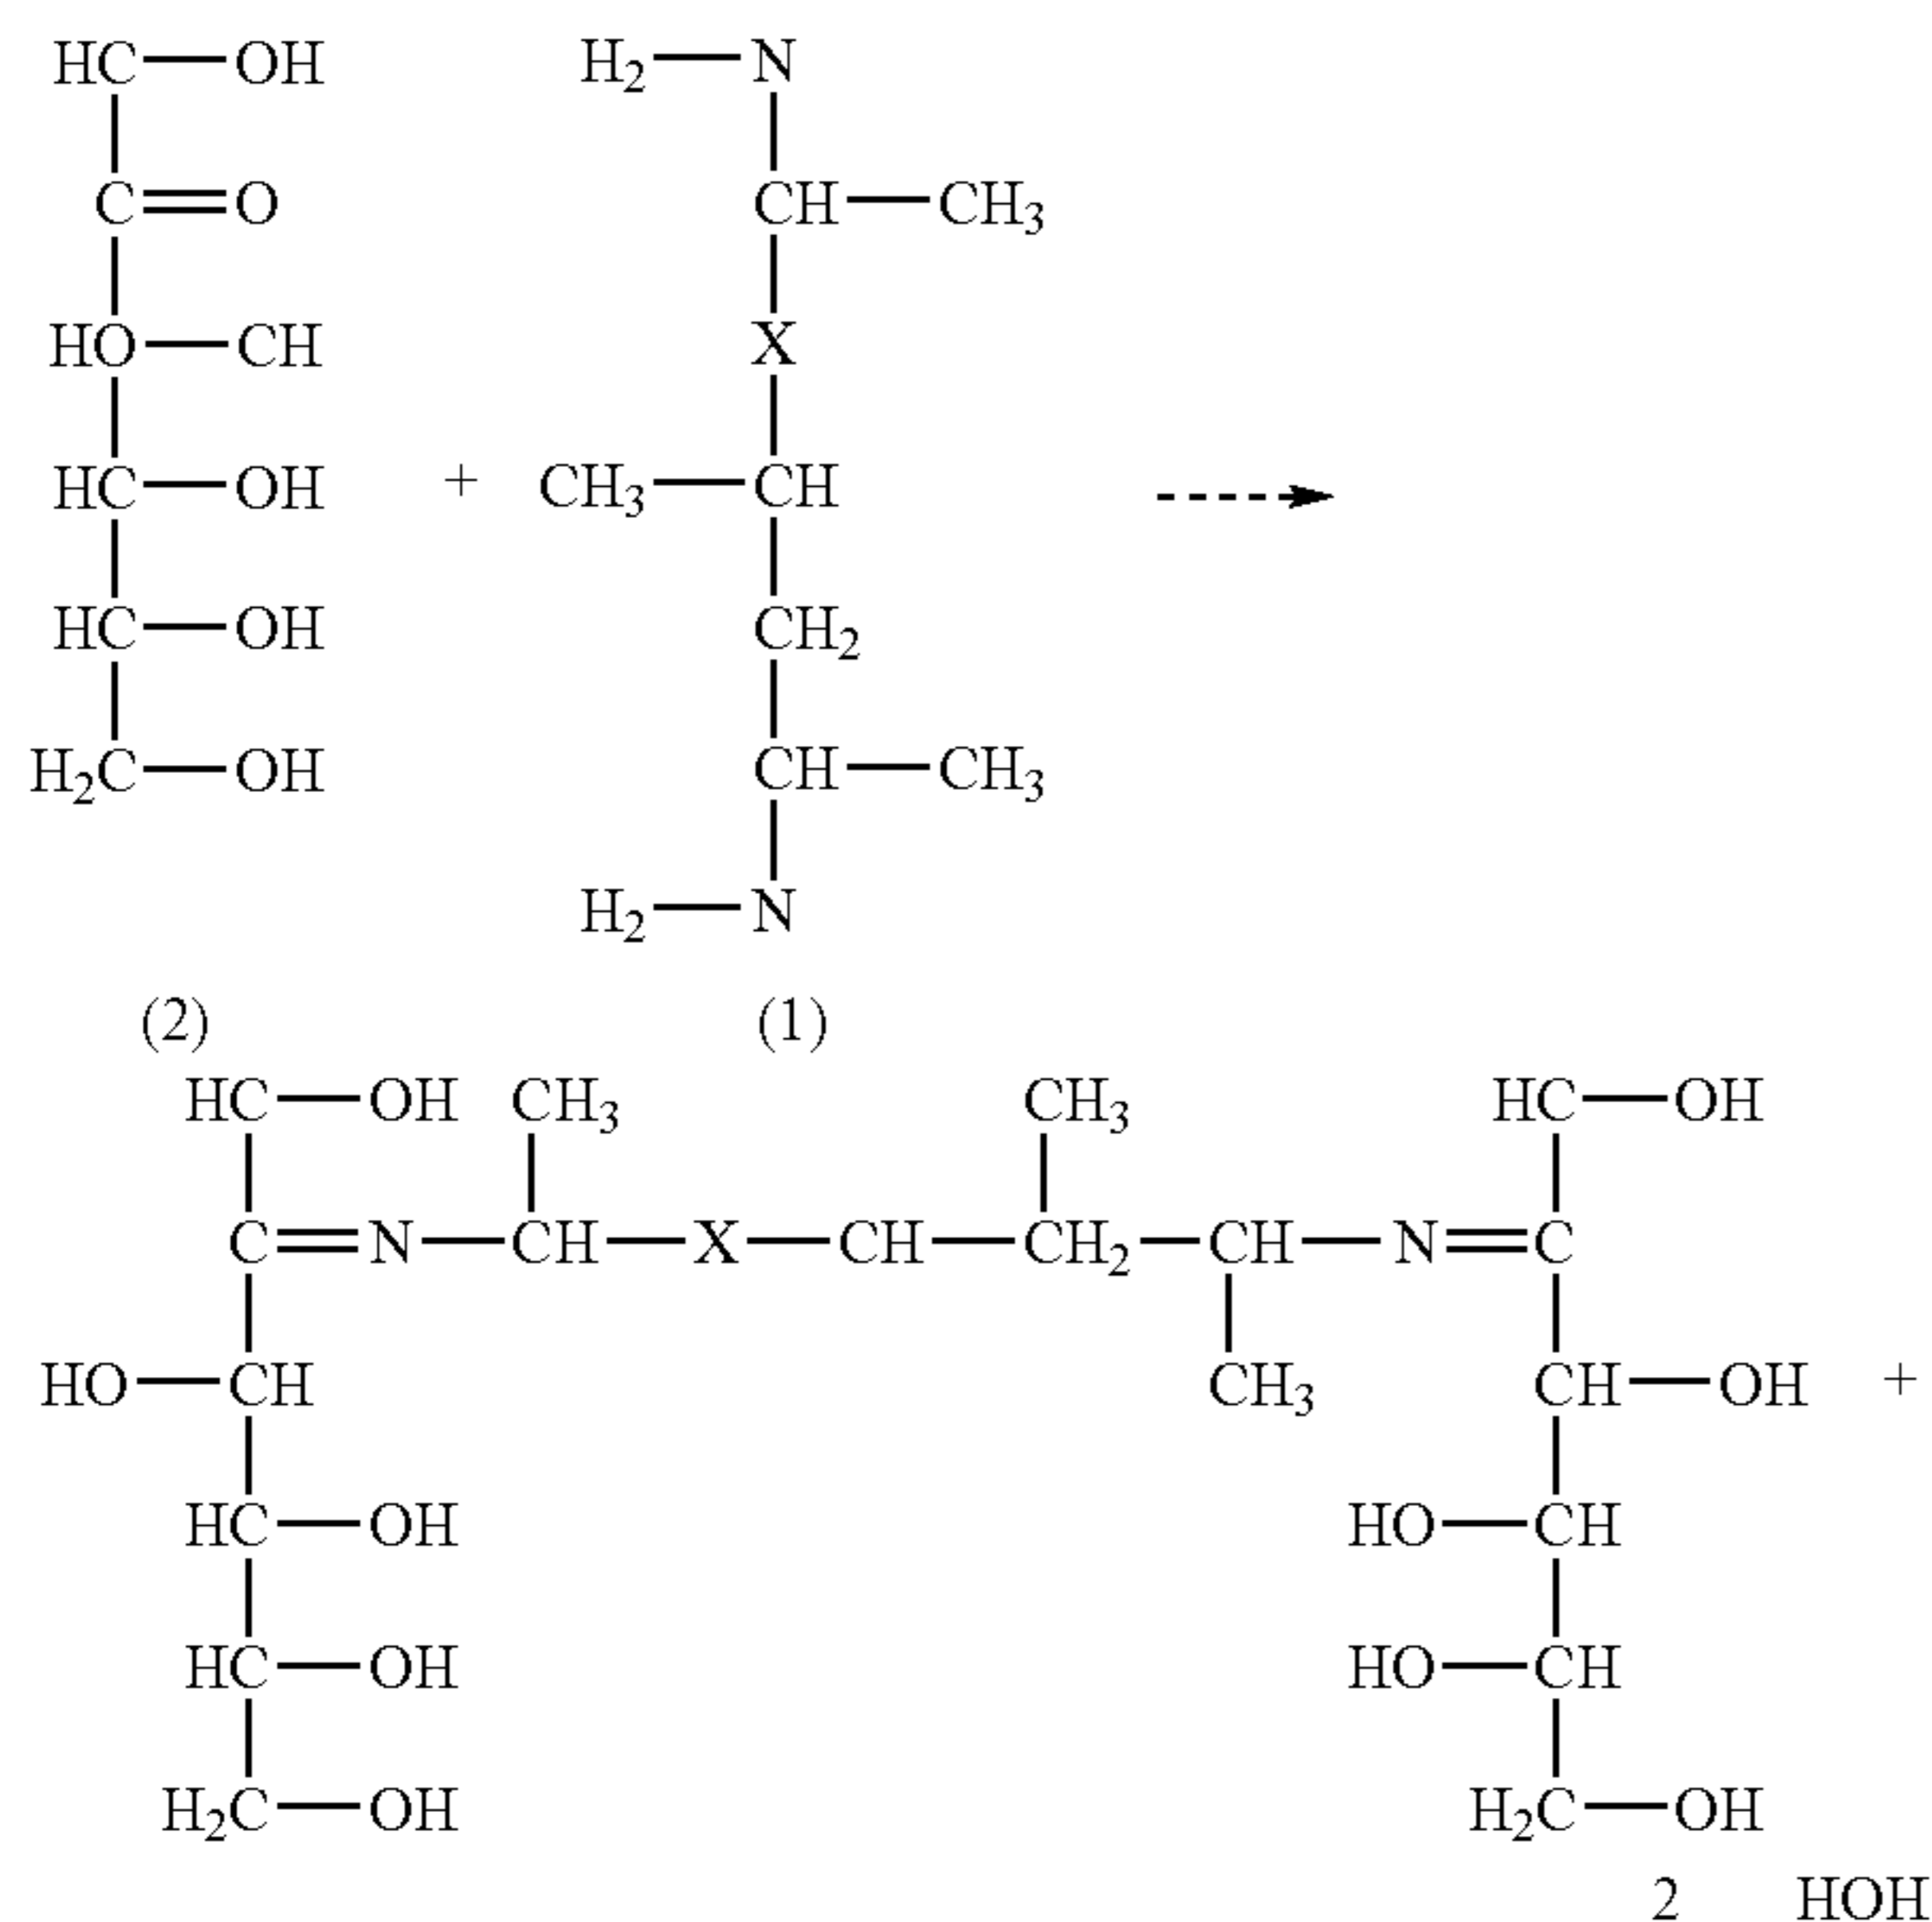 HC OH H2 N
C O CH CH3
HO CH X
HC OH + CH3 CH
HC OH CH2
H2C OH CH CH3
H2 N
(2) (1)
HC OH CH3 CH3 HC OH
C N CH X CH CH2 CH N C
HO CH CH3 CH OH +
HC OH HO CH
HC OH HO CH
H2C OH H2C OH
2 HOH